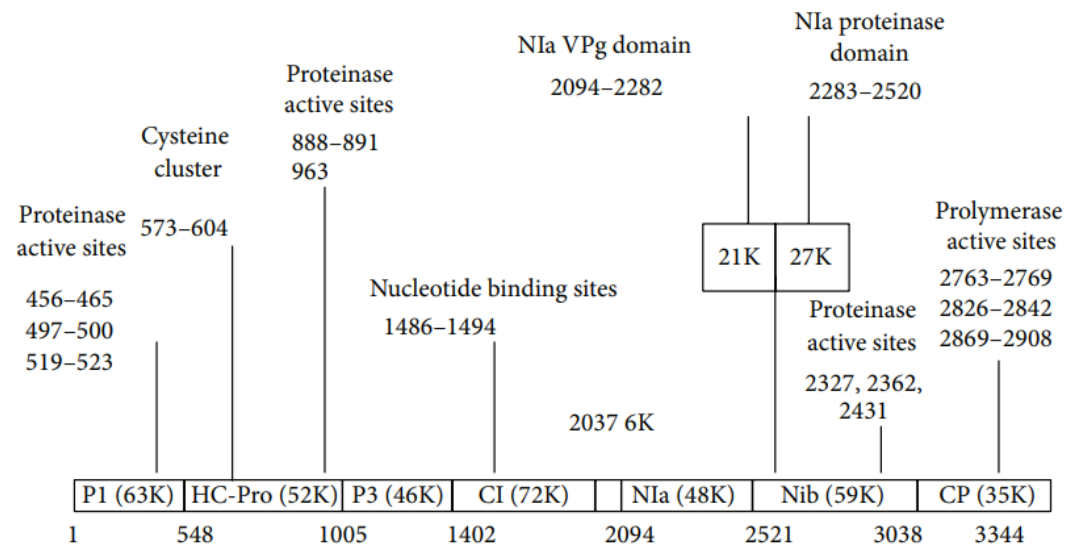 NIa VPg domain
2094–2282
NIa proteinase
domain
2283–2520
Proteinase
active sites
888–891
963
Cysteine
cluster
573–604
Proteinase
active sites
456–465
497–500
519–523
Nucleotide binding sites
1486–1494
2037 6K
21K
27K
Proteinase
active sites
2327, 2362,
2431
Prolymerase
active sites
2763–2769
2826–2842
2869–2908
P1 (63K) HC-Pro (52K) P3 (46K) CI (72K) NIa (48K) Nib (59K) CP (35K)
1 548 1005 1402 2094 2521 3038 3344